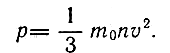 p = 1/3 m₀nv².